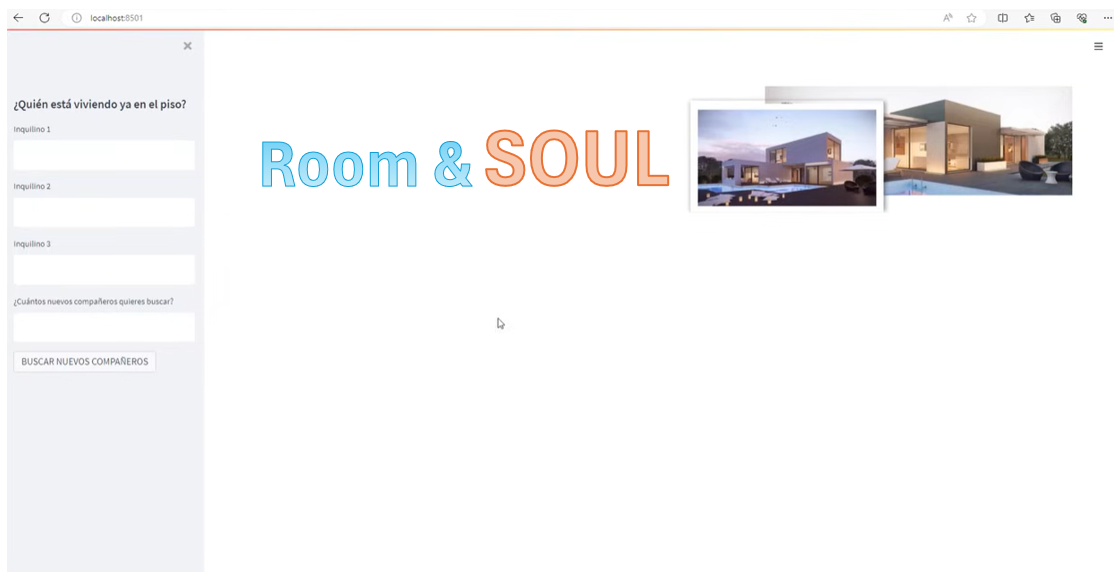 localhost:8501
¿Quién está viviendo ya en el piso?
Inquilino 1
Inquilino 2
Inquilino 3
¿Cuántos nuevos compañeros quieres buscar?
BUSCAR NUEVOS COMPAÑEROS
Room & SOUL